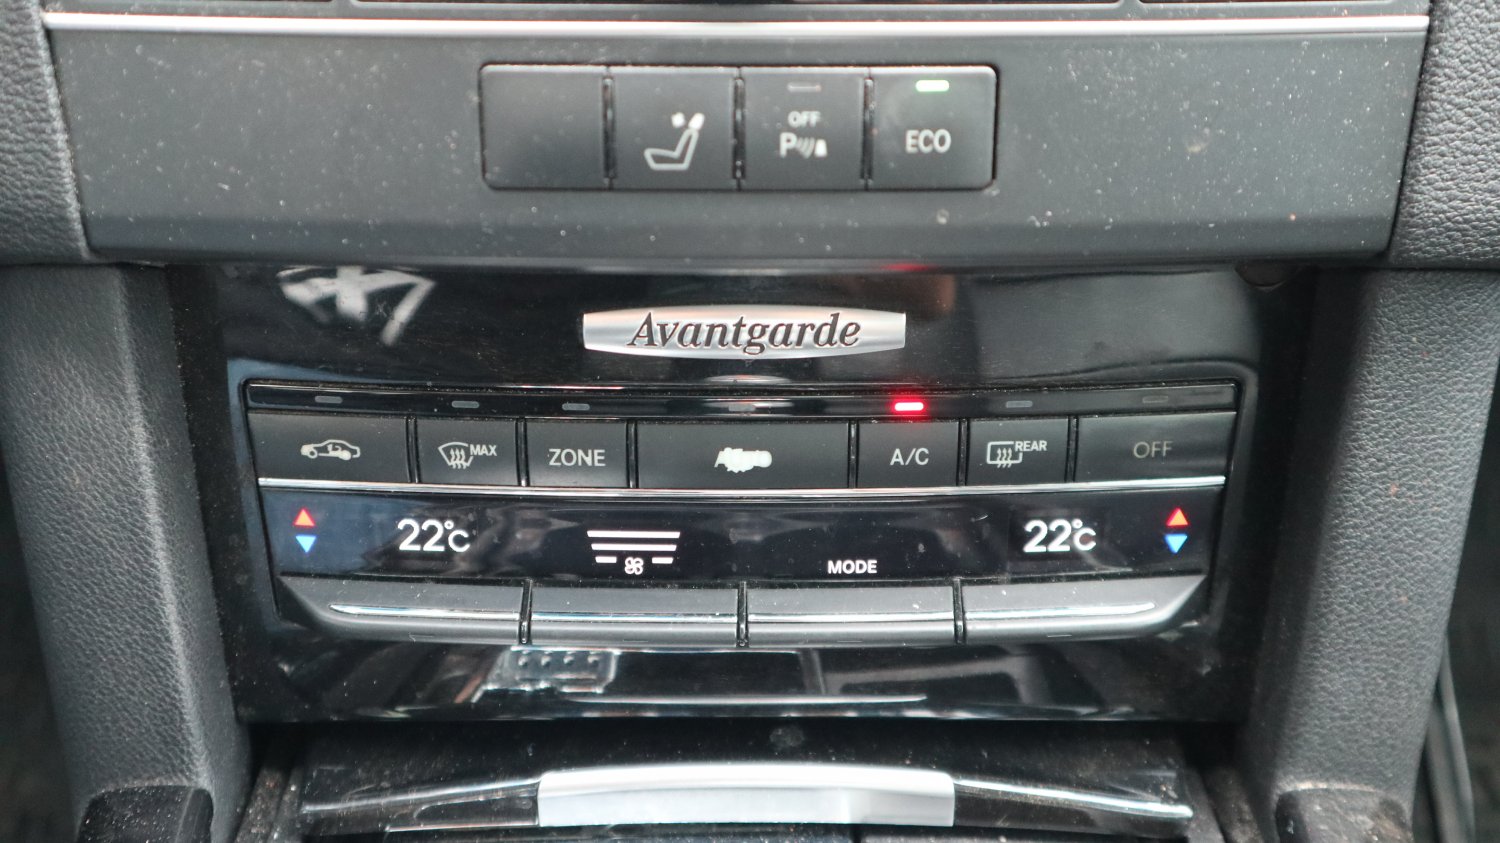 OFF
P
ECO
Avantgarde
MAX
ZONE
A/C
REAR
OFF
22°C
22°C
MODE